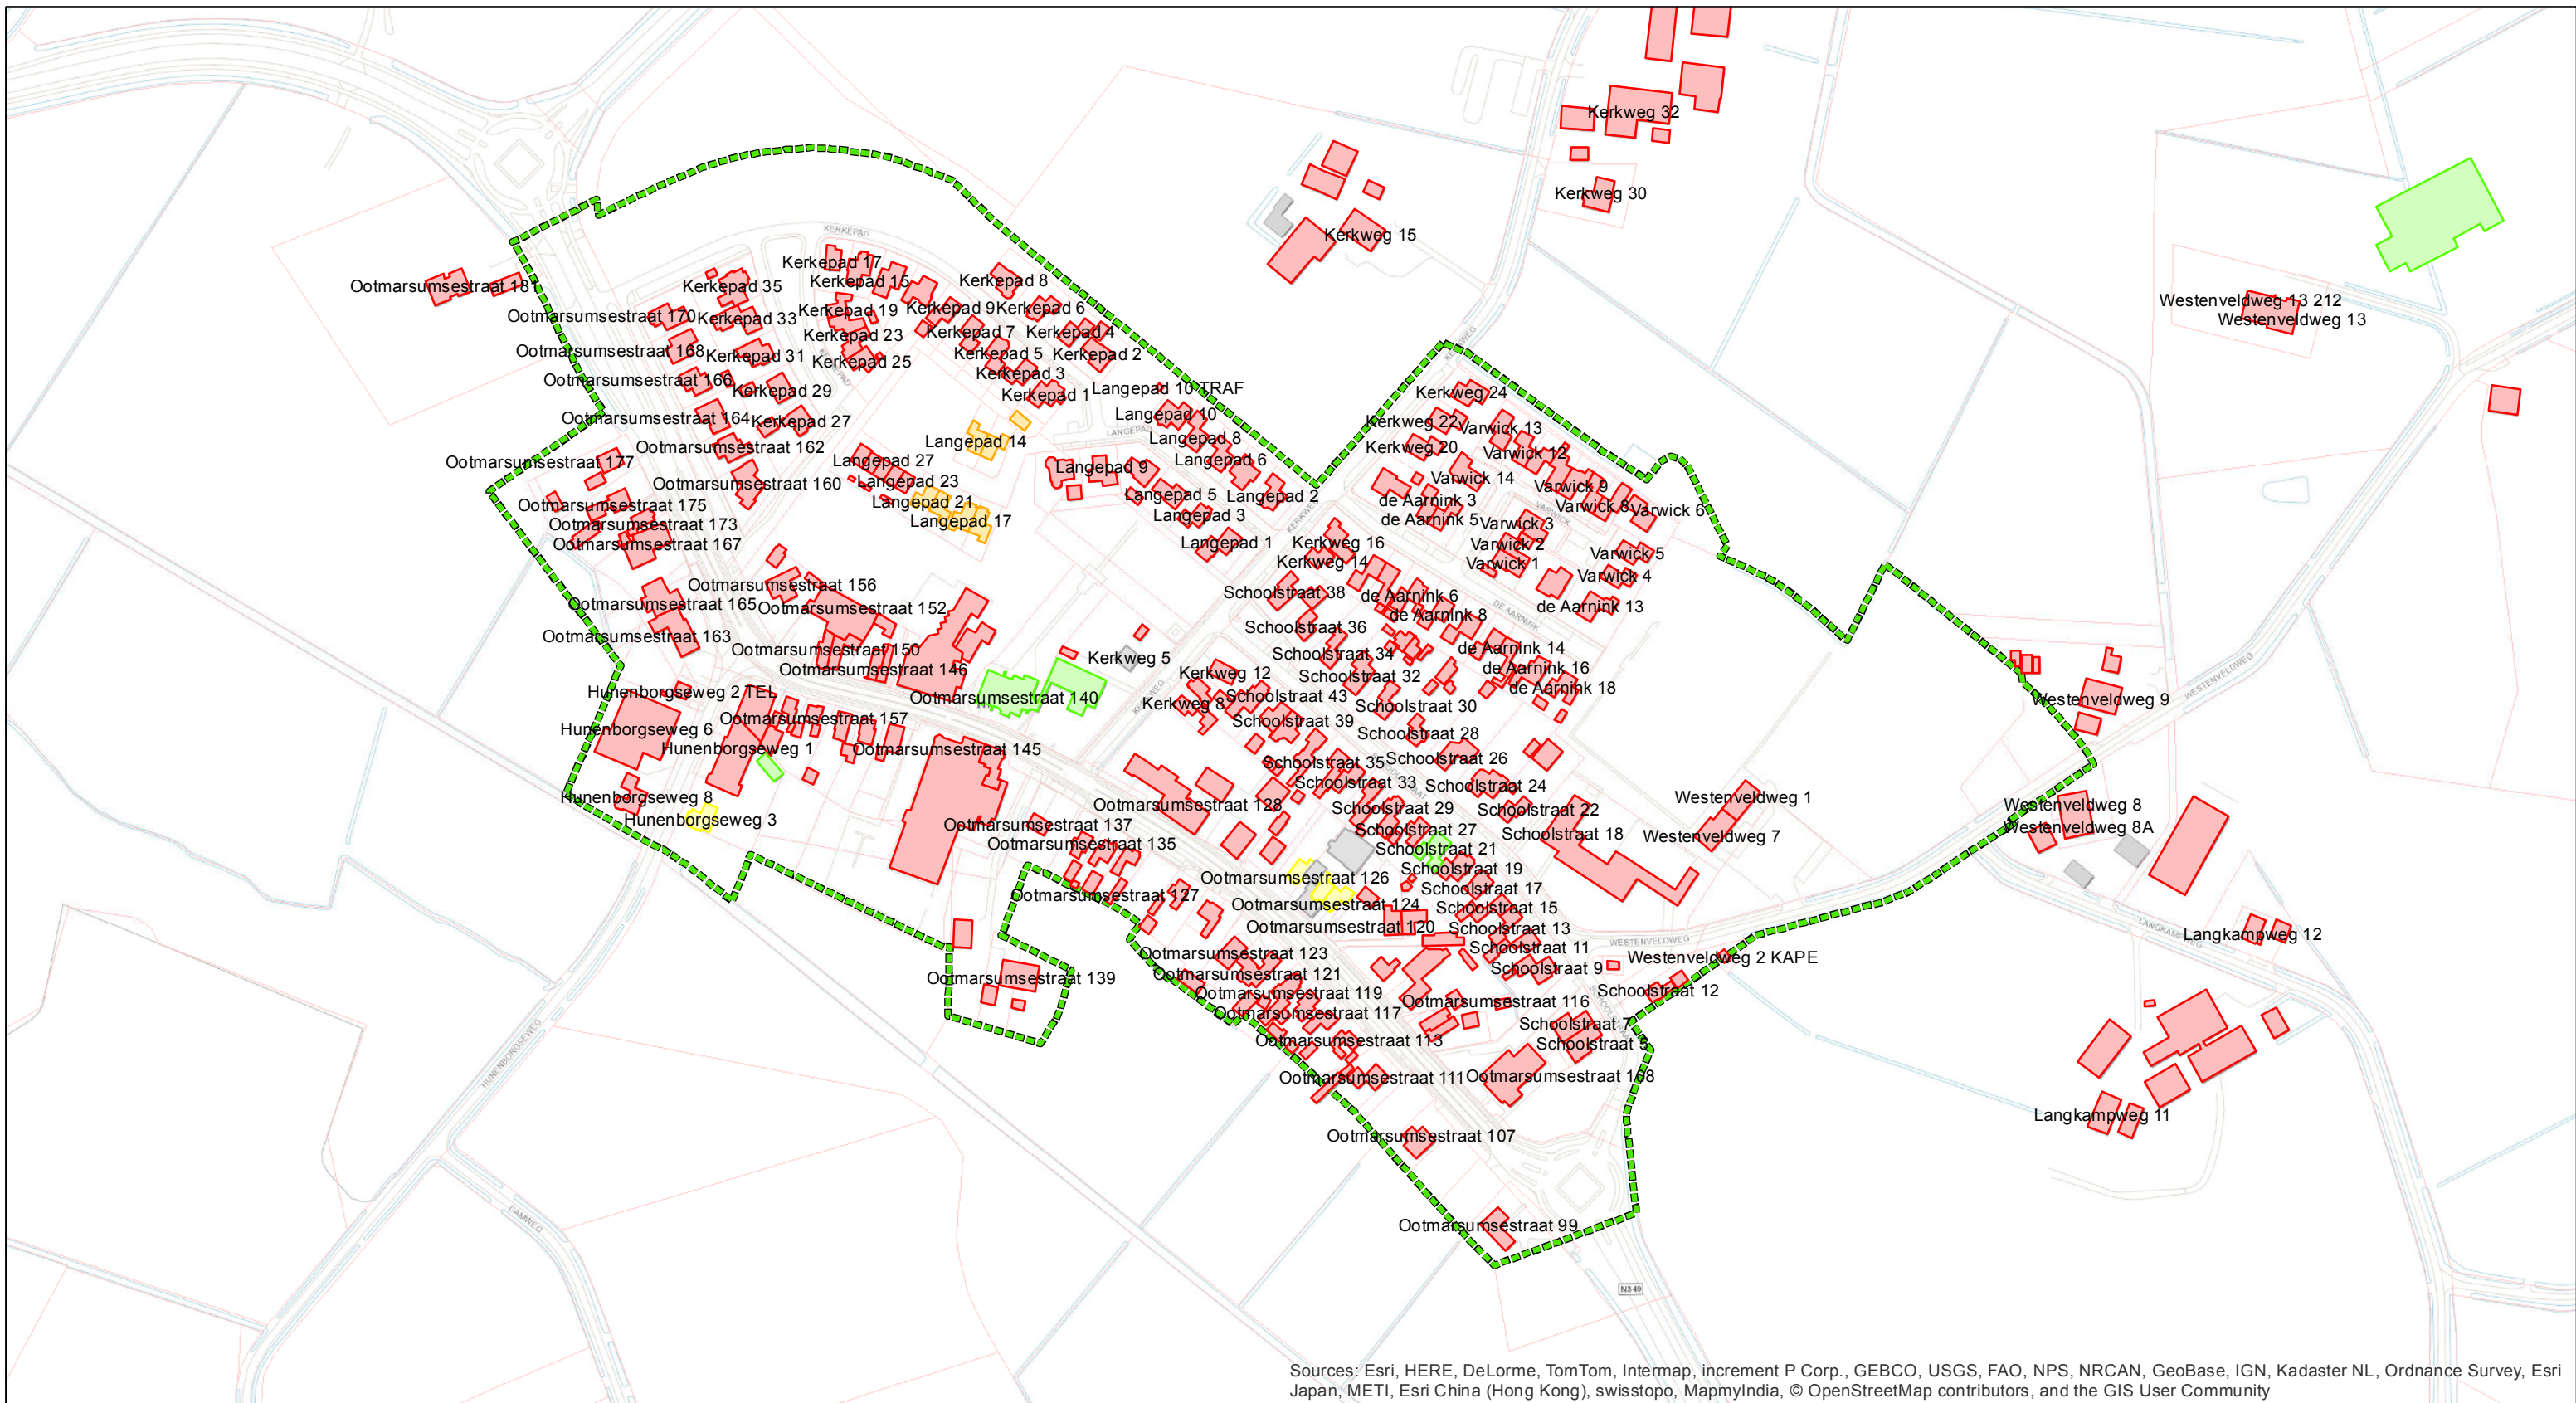 Kerkweg 32
Kerkweg 30
Kerkweg 15
KERKEPAD
Kerkepad 17
Kerkepad 15
Kerkepad 8
Kerkepad 35
Ootmarsumsestraat 181
Westenveldweg 13 212
Westenveldweg 13
Kerkepad 9
Kerkepad 6
Kerkepad 19
Ootmarsumsestraat 170
Kerkepad 33
Kerkepad 7
Kerkepad 4
Kerkepad 23
KERKWEG
Ootmarsumsestraat 168
Kerkepad 31
Kerkepad 25
Kerkepad 5
Kerkepad 2
KERKEPAD
Kerkepad 3
Ootmarsumsestraat 166
Kerkepad 29
Kerkepad 1
Langepad 10 TRAF
Kerkweg 24
Ootmarsumsestraat 164
Kerkepad 27
Langepad 10
Kerkweg 22
Varwick 13
LANGEPAD
Langepad 14
Langepad 8
Ootmarsumsestraat 162
Kerkweg 20
Varwick 12
Ootmarsumsestraat 177
Langepad 27
Langepad 9
Langepad 6
Varwick 14
Ootmarsumsestraat 160
Langepad 23
Varwick 9
Langepad 5
Langepad 2
de Aarnink 3
Ootmarsumsestraat 175
Langepad 21
Varwick 8
Varwick 6
VARWICK
Langepad 3
KERKWEG
de Aarnink 5
Varwick 3
Ootmarsumsestraat 173
Langepad 17
Ootmarsumsestraat 167
Langepad 1
Kerkweg 16
Varwick 2
Varwick 5
Kerkweg 14
Varwick 1
Varwick 4
Ootmarsumsestraat 156
Schoolstraat 38
de Aarnink 6
Ootmarsumsestraat 165
Ootmarsumsestraat 152
de Aarnink 8
DE AARNINK
de Aarnink 13
Ootmarsumsestraat 163
Schoolstraat 36
Ootmarsumsestraat 150
Kerkweg 5
Schoolstraat 34
de Aarnink 14
Ootmarsumsestraat 146
Kerkweg 12
Schoolstraat 32
de Aarnink 16
WESTENVELDWEG
Hunenborgseweg 2 TEL
Ootmarsumsestraat 140
KERKWEG
Kerkweg 8
Schoolstraat 43
de Aarnink 18
Westenveldweg 9
Schoolstraat 30
Ootmarsumsestraat 157
Schoolstraat 39
Hunenborgseweg 6
Schoolstraat 28
Hunenborgseweg 1
Ootmarsumsestraat 145
Schoolstraat 35
Schoolstraat 26
Schoolstraat 33
Schoolstraat 24
Hunenborgseweg 8
Westenveldweg 1
Ootmarsumsestraat 128
Schoolstraat 29
Schoolstraat 22
Westenveldweg 8
Hunenborgseweg 3
Ootmarsumsestraat 137
Schoolstraat 27
Schoolstraat 18
Westenveldweg 7
Westenveldweg 8A
Ootmarsumsestraat 135
Schoolstraat 21
Schoolstraat 19
Ootmarsumsestraat 126
Schoolstraat 17
Ootmarsumsestraat 127
Ootmarsumsestraat 124
Schoolstraat 15
Ootmarsumsestraat 120
Schoolstraat 13
LANGKAMPWEG
Langkampweg 12
WESTENVELDWEG
Schoolstraat 11
Ootmarsumsestraat 123
Westenveldweg 2 KAPE
Schoolstraat 9
Ootmarsumsestraat 139
Ootmarsumsestraat 121
Schoolstraat 12
Ootmarsumsestraat 119
Ootmarsumsestraat 116
Ootmarsumsestraat 117
Schoolstraat 7
Ootmarsumsestraat 113
Schoolstraat 5
HUNENBORGSEWEG
Ootmarsumsestraat 111
Ootmarsumsestraat 108
Langkampweg 11
Ootmarsumsestraat 107
DAMWEG
Ootmarsumsestraat 99
N349
Sources: Esri, HERE, DeLorme, TomTom, Intermap, increment P Corp., GEBCO, USGS, FAO, NPS, NRCAN, GeoBase, IGN, Kadaster NL, Ordnance Survey, Esri
Japan, METI, Esri China (Hong Kong), swisstopo, MapmyIndia, © OpenStreetMap contributors, and the GIS User Community